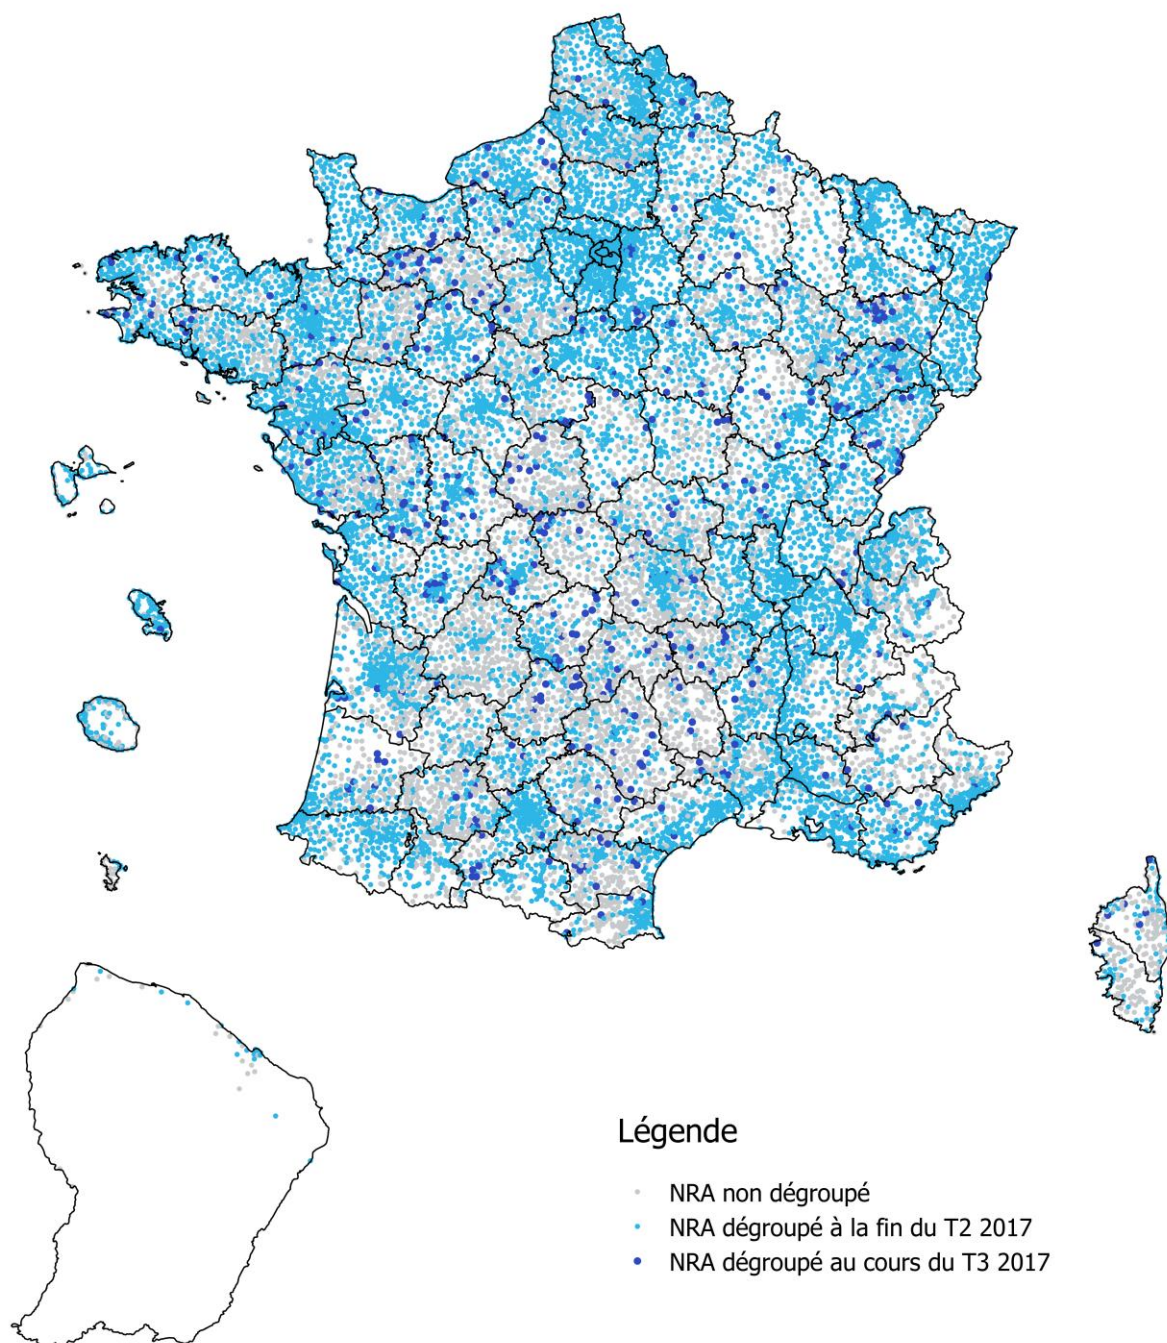 Légende
NRA non dégroupé
NRA dégroupé à la fin du T2 2017
NRA dégroupé au cours du T3 2017